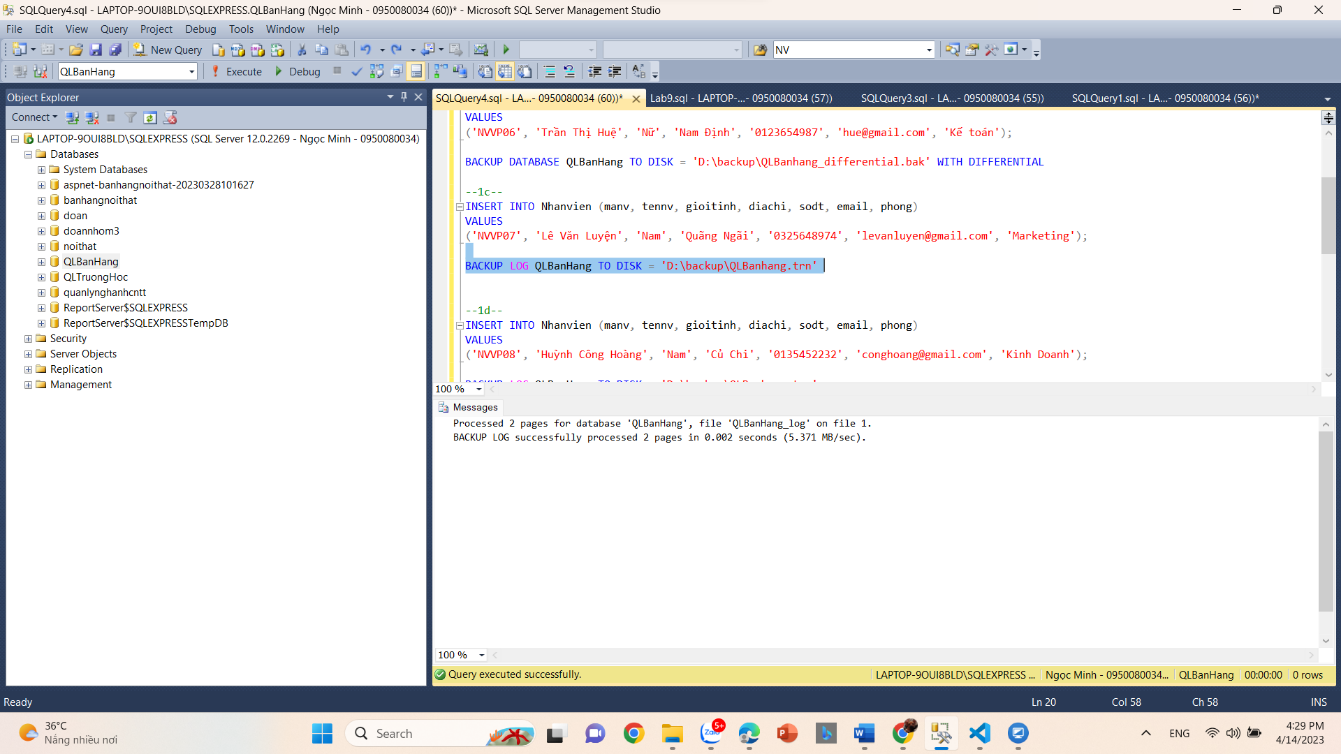 SQLQuery4.sql - LAPTOP-9OUI8BLD\SQLEXPRESS.QLBanHang (Ngọc Minh - 0950080034 (60))* - Microsoft SQL Server Management Studio
File Edit View Query Project Debug Tools Window Help
New Query NV
QLBanHang Execute Debug
Object Explorer
Connect
LAPTOP-9OUI8BLD\SQLEXPRESS (SQL Server 12.0.2269 - Ngọc Minh - 0950080034)
Databases
System Databases
aspnet-banhangnoithat-20230328101627
banhangnoithat
doan
doannhom3
noithat
QLBanHang
QLTruongHoc
quanlynghanhcntt
ReportServer$SQLEXPRESS
ReportServer$SQLEXPRESSTempDB
Security
Server Objects
Replication
Management
SQLQuery4.sql - LA...- 0950080034 (60))* Lab9.sql - LAPTOP-...- 0950080034 (57)) SQLQuery3.sql - LA...- 0950080034 (55)) SQLQuery1.sql - LA...- 0950080034 (56))*
VALUES
('NVVP06', 'Trần Thị Huệ', 'Nữ', 'Nam Định', '0123654987', 'hue@gmail.com', 'Kế toán');
BACKUP DATABASE QLBanHang TO DISK = 'D:\backup\QLBanhang_differential.bak' WITH DIFFERENTIAL
--1c--
INSERT INTO Nhanvien (manv, tennv, gioitinh, diachi, sodt, email, phong)
VALUES
('NVVP07', 'Lê Văn Luyện', 'Nam', 'Quãng Ngãi', '0325648974', 'levanluyen@gmail.com', 'Marketing');
BACKUP LOG QLBanHang TO DISK = 'D:\backup\QLBanhang.trn'
--1d--
INSERT INTO Nhanvien (manv, tennv, gioitinh, diachi, sodt, email, phong)
VALUES
('NVVP08', 'Huỳnh Công Hoàng', 'Nam', 'Củ Chi', '0135452232', 'conghoang@gmail.com', 'Kinh Doanh');
100 %
Messages
Processed 2 pages for database 'QLBanHang', file 'QLBanHang_log' on file 1.
BACKUP LOG successfully processed 2 pages in 0.002 seconds (5.371 MB/sec).
100 %
Query executed successfully. LAPTOP-9OUI8BLD\SQLEXPRESS ... Ngọc Minh - 0950080034... QLBanHang 00:00:00 0 rows
Ready Ln 20 Col 58 Ch 58 INS
36°C
Nắng nhiều nơi
Search
5+
Zalo
ENG
4:29 PM
4/14/2023